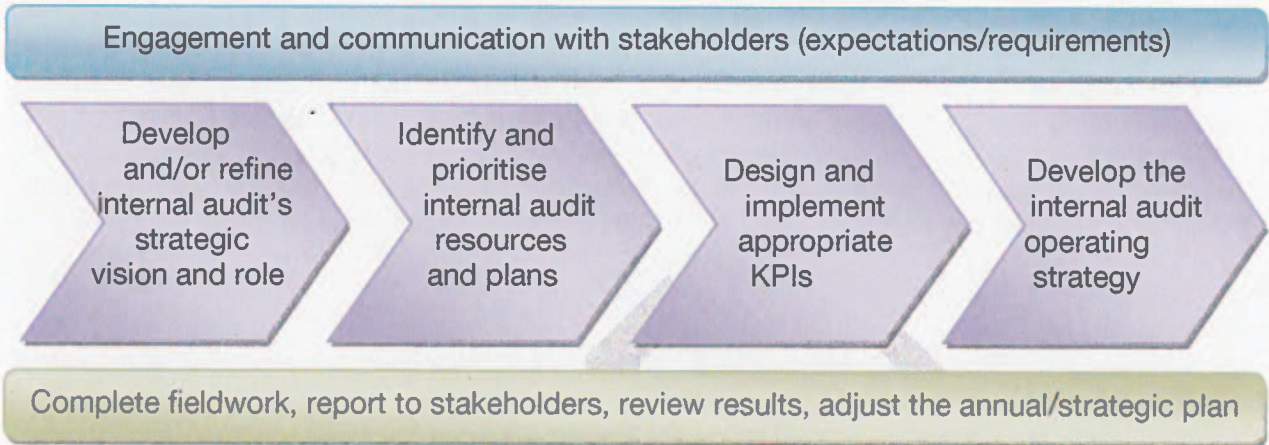 Engagement and communication with stakeholders (expectations/requirements)
Develop
and/or refine
internal audit's
strategic
vision and role
Identify and
prioritise
internal audit
resources
and plans
Design and
implement
appropriate
KPIs
Develop the
internal audit
operating
strategy
Complete fieldwork, report to stakeholders, review results, adjust the annual/strategic plan